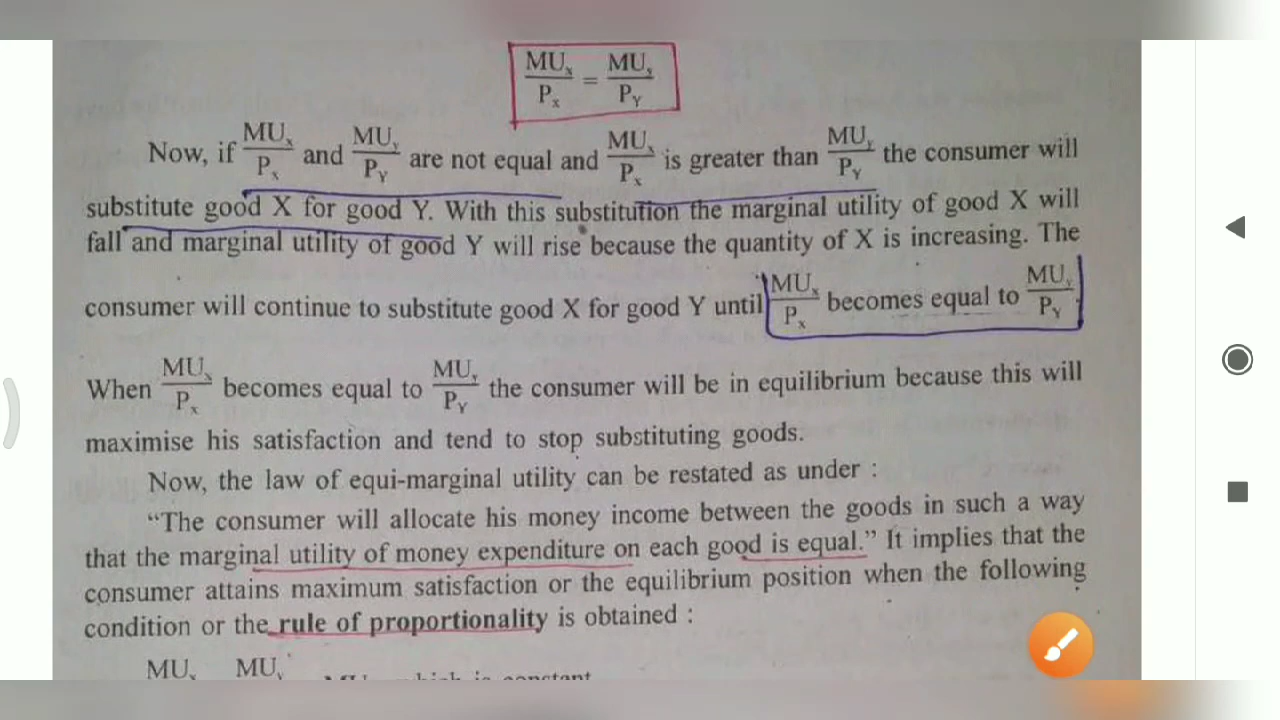 MUx/Px = MUy/PY
Now, if MUx/Px and MUy/PY are not equal and MUx/Px is greater than MUy/PY the consumer will
substitute good X for good Y. With this substitution the marginal utility of good X will
fall and marginal utility of good Y will rise because the quantity of X is increasing. The
consumer will continue to substitute good X for good Y until MUx/Px becomes equal to MUy/PY
When MUx/Px becomes equal to MUy/PY the consumer will be in equilibrium because this will
maximise his satisfaction and tend to stop substituting goods.
Now, the law of equi-marginal utility can be restated as under :
“The consumer will allocate his money income between the goods in such a way
that the marginal utility of money expenditure on each good is equal.” It implies that the
consumer attains maximum satisfaction or the equilibrium position when the following
condition or the rule of proportionality is obtained :
MUx MUy which is constant